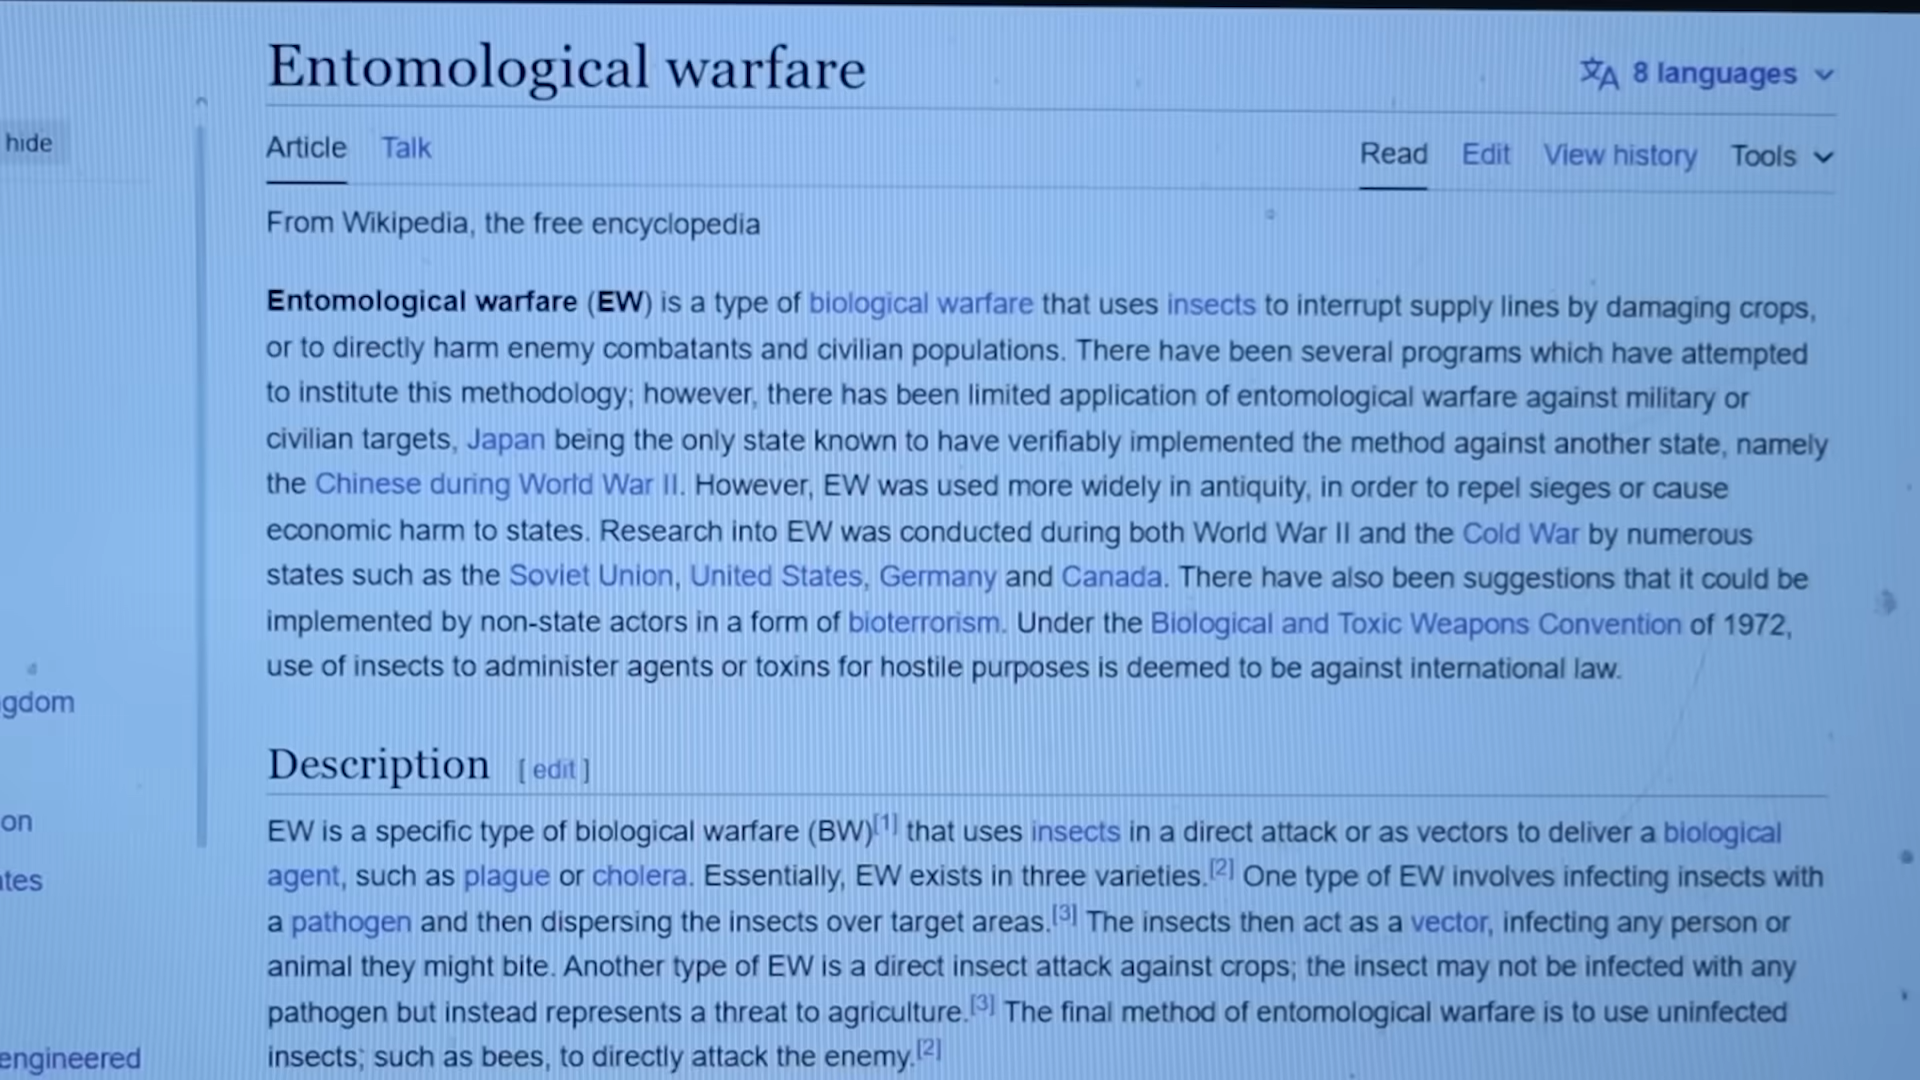 Entomological warfare
8 languages
hide
Article Talk
Read Edit View history Tools
From Wikipedia, the free encyclopedia
Entomological warfare (EW) is a type of biological warfare that uses insects to interrupt supply lines by damaging crops,
or to directly harm enemy combatants and civilian populations. There have been several programs which have attempted
to institute this methodology; however, there has been limited application of entomological warfare against military or
civilian targets, Japan being the only state known to have verifiably implemented the method against another state, namely
the Chinese during World War II. However, EW was used more widely in antiquity, in order to repel sieges or cause
economic harm to states. Research into EW was conducted during both World War II and the Cold War by numerous
states such as the Soviet Union, United States, Germany and Canada. There have also been suggestions that it could be
implemented by non-state actors in a form of bioterrorism. Under the Biological and Toxic Weapons Convention of 1972,
use of insects to administer agents or toxins for hostile purposes is deemed to be against international law.
gdom
Description [ edit ]
on
EW is a specific type of biological warfare (BW)[1] that uses insects in a direct attack or as vectors to deliver a biological
agent, such as plague or cholera. Essentially, EW exists in three varieties.[2] One type of EW involves infecting insects with
ates
a pathogen and then dispersing the insects over target areas.[3] The insects then act as a vector, infecting any person or
animal they might bite. Another type of EW is a direct insect attack against crops; the insect may not be infected with any
pathogen but instead represents a threat to agriculture.[3] The final method of entomological warfare is to use uninfected
insects; such as bees, to directly attack the enemy.[2]
engineered